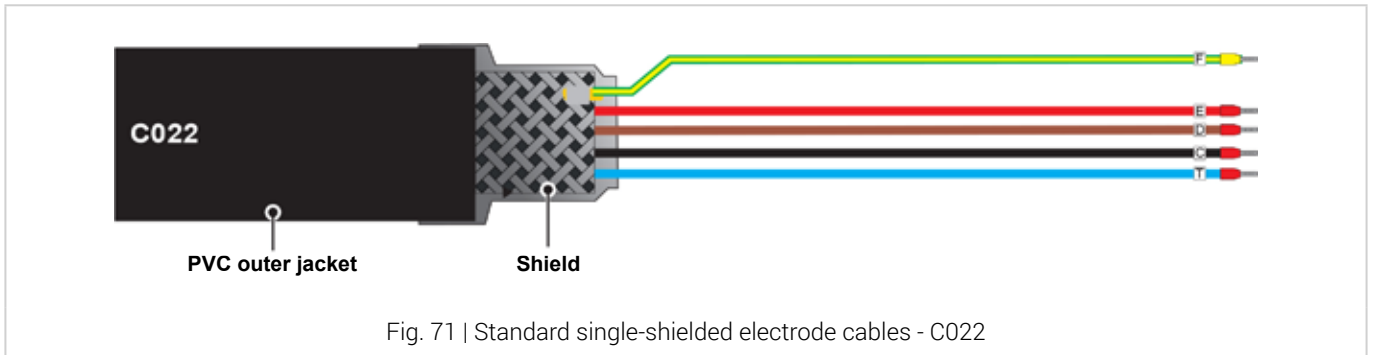 F
E
D
C022
C
T
PVC outer jacket
Shield
Fig. 71 | Standard single-shielded electrode cables - C022